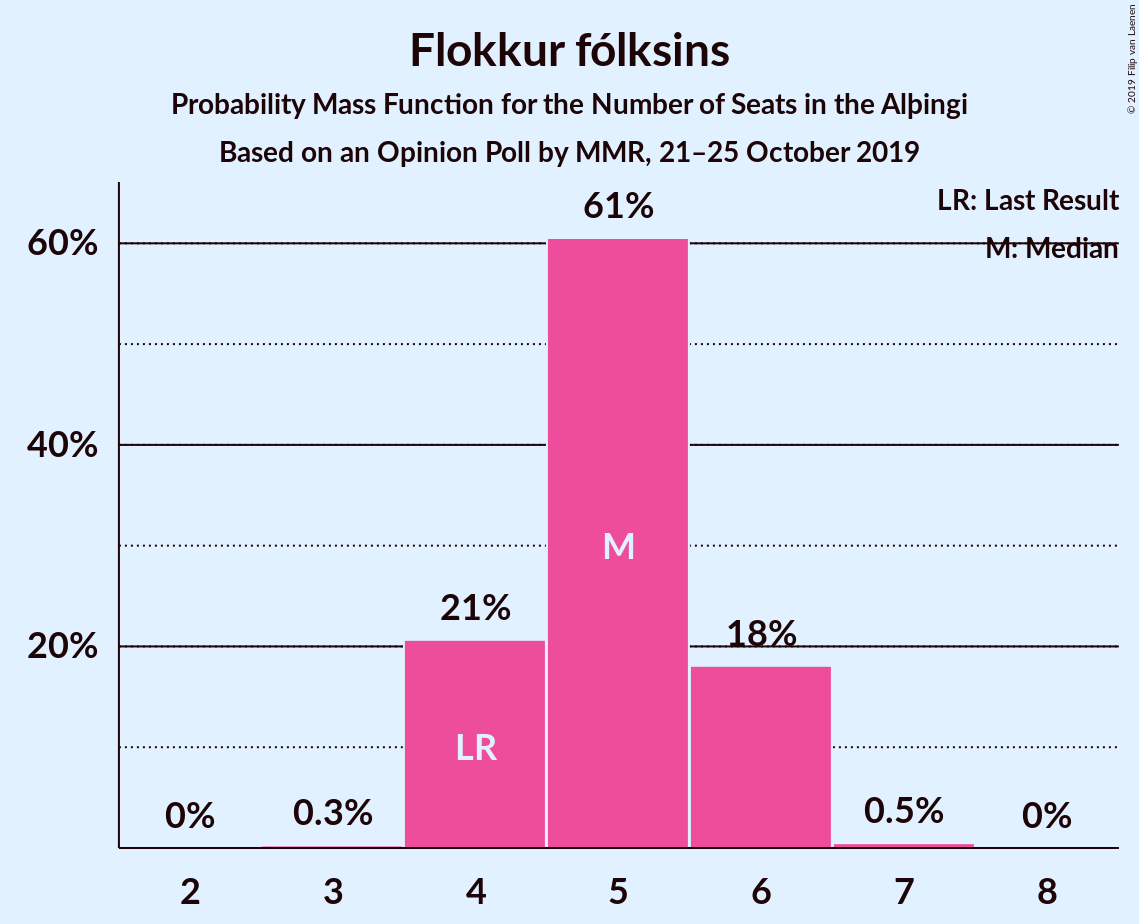 Flokkur fólksins
Probability Mass Function for the Number of Seats in the Alþingi
Based on an Opinion Poll by MMR, 21–25 October 2019
© 2019 Filip van Laenen
LR: Last Result
M: Median
61%
60%
40%
M
21%
18%
20%
LR
0%
0.3%
0.5%
0%
2 3 4 5 6 7 8